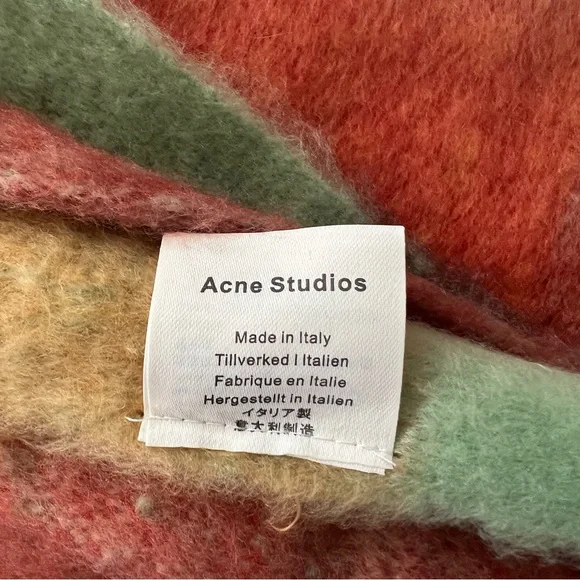 Acne Studios
Made in Italy
Tillverked I Italien
Fabrique en Italie
Hergestellt in Italien
イタリア製
意大利制造